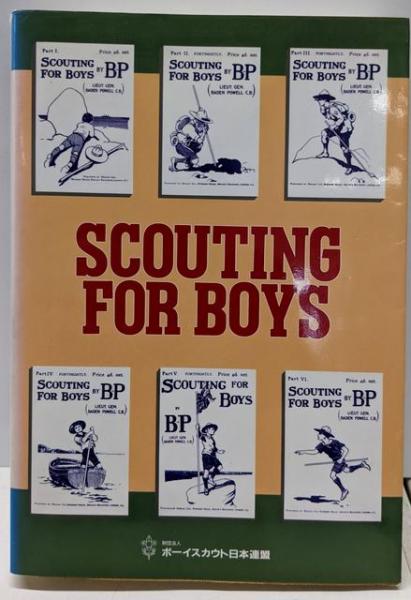 Part I. Price 4d. net.
SCOUTING
FOR BOYS BY BP
(LIEUT. GEN.
BADEN POWELL C.B.)
Part II. FORTNIGHTLY. Price 4d. net.
SCOUTING
FOR BOYS BY BP
(LIEUT. GEN.
BADEN POWELL C.B.)
Part III. FORTNIGHTLY. Price 4d. net.
SCOUTING
FOR BOYS BY BP
(LIEUT. GEN.
BADEN POWELL C.B.)
SCOUTING
FOR BOYS
Part IV. FORTNIGHTLY. Price 4d. net.
SCOUTING
FOR BOYS BY BP
(LIEUT. GEN.
BADEN POWELL C.B.)
Part V. FORTNIGHTLY. Price 4d. net.
SCOUTING FOR
BOYS
BY
BP
(LIEUT. GEN.
BADEN POWELL C.B.)
Part VI. Price 4d. net.
SCOUTING
FOR BOYS BY BP
(LIEUT. GEN.
BADEN POWELL C.B.)
財団法人
ボーイスカウト日本連盟